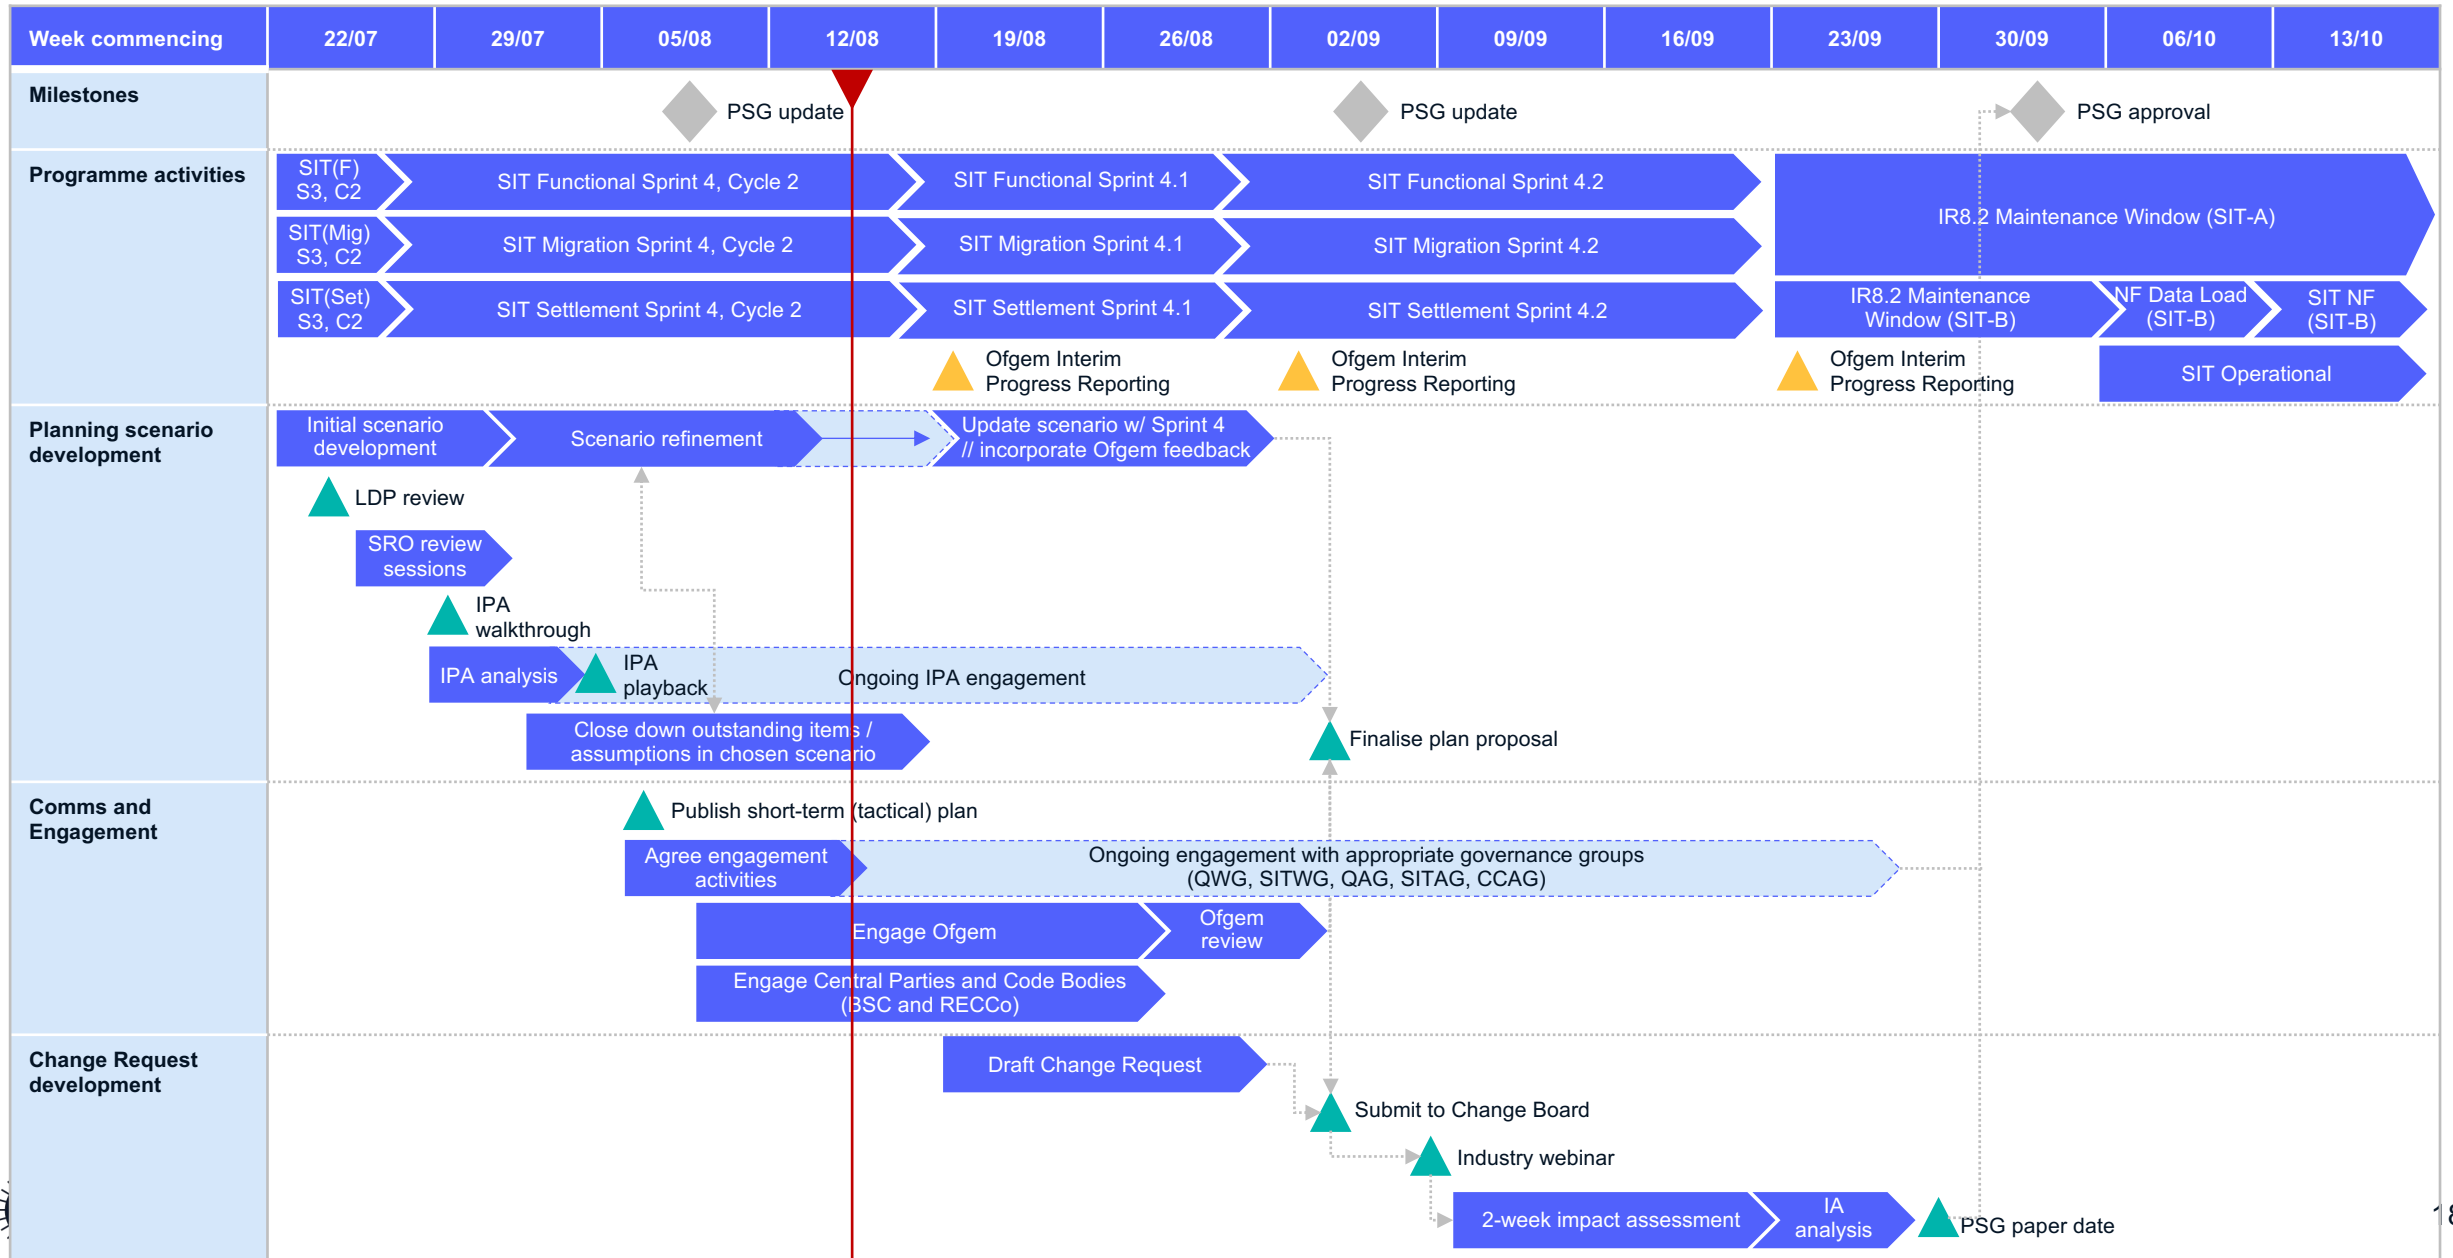 Week commencing
22/07
29/07
05/08
12/08
19/08
26/08
02/09
09/09
16/09
23/09
30/09
06/10
13/10
Milestones
PSG update
PSG update
PSG approval
Programme activities
SIT(F)
S3, C2
SIT Functional Sprint 4, Cycle 2
SIT Functional Sprint 4.1
SIT Functional Sprint 4.2
IR8.2 Maintenance Window (SIT-A)
SIT(Mig)
S3, C2
SIT Migration Sprint 4, Cycle 2
SIT Migration Sprint 4.1
SIT Migration Sprint 4.2
SIT(Set)
S3, C2
SIT Settlement Sprint 4, Cycle 2
SIT Settlement Sprint 4.1
SIT Settlement Sprint 4.2
IR8.2 Maintenance
Window (SIT-B)
NF Data Load
(SIT-B)
SIT NF
(SIT-B)
Ofgem Interim
Progress Reporting
Ofgem Interim
Progress Reporting
Ofgem Interim
Progress Reporting
SIT Operational
Planning scenario
development
Initial scenario
development
Scenario refinement
Update scenario w/ Sprint 4
// incorporate Ofgem feedback
LDP review
SRO review
sessions
IPA
walkthrough
IPA analysis
IPA
playback
Ongoing IPA engagement
Close down outstanding items /
assumptions in chosen scenario
Finalise plan proposal
Comms and
Engagement
Publish short-term (tactical) plan
Agree engagement
activities
Ongoing engagement with appropriate governance groups
(QWG, SITWG, QAG, SITAG, CCAG)
Engage Ofgem
Ofgem
review
Engage Central Parties and Code Bodies
(BSC and RECCo)
Change Request
development
Draft Change Request
Submit to Change Board
Industry webinar
2-week impact assessment
IA
analysis
PSG paper date